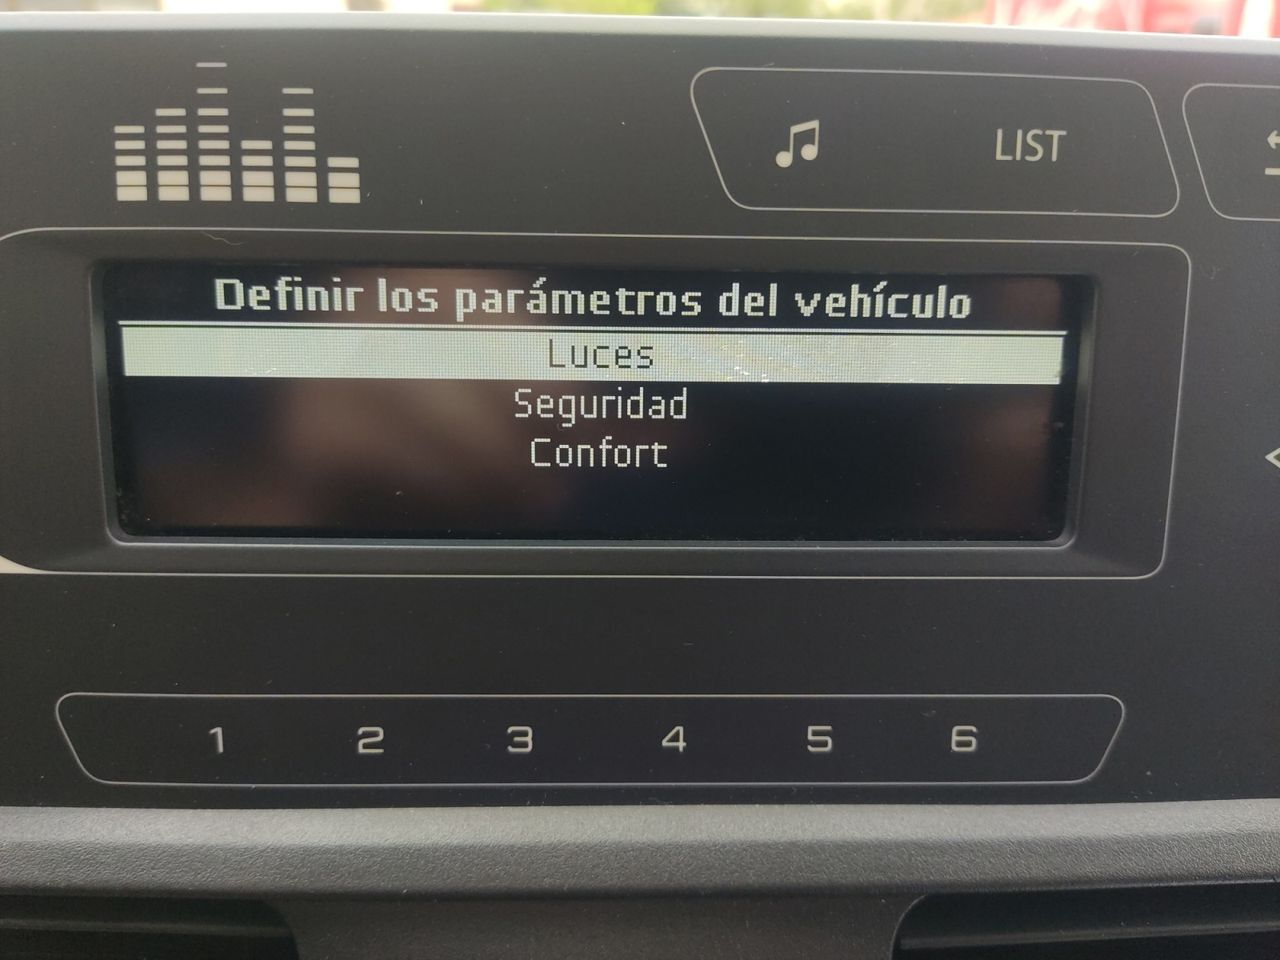 LIST
Definir los parámetros del vehículo
Luces
Seguridad
Confort
1 2 3 4 5 6